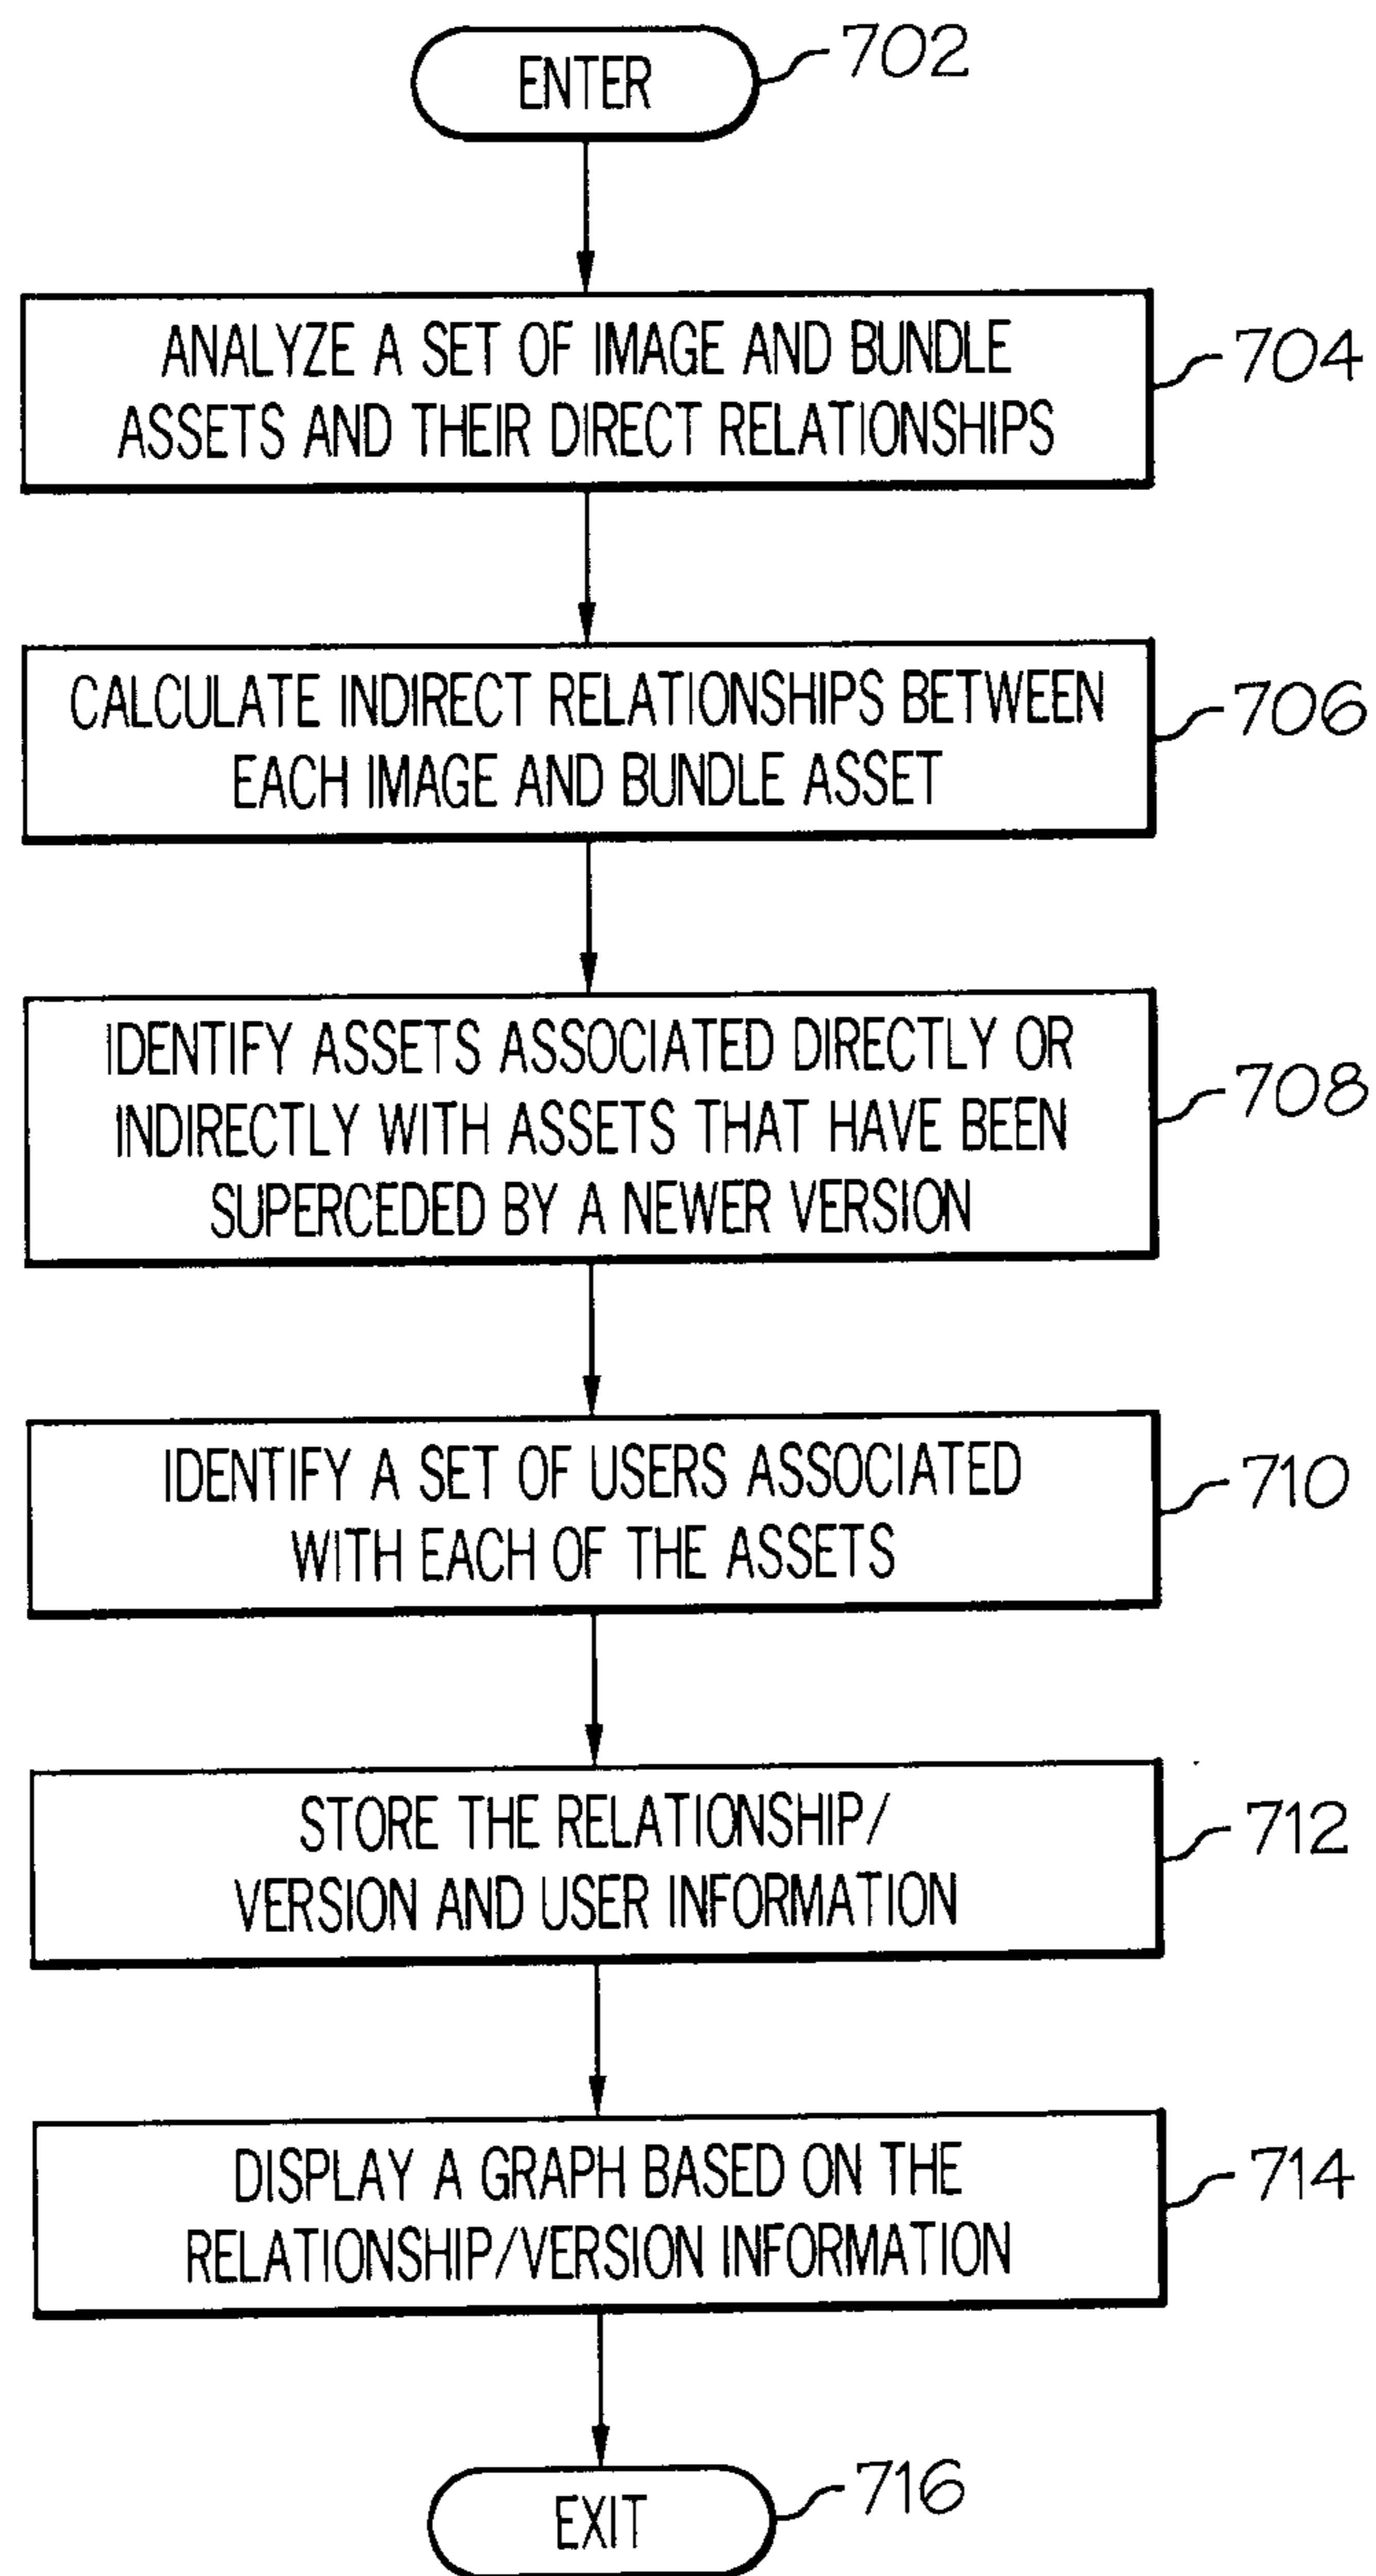 ENTER
702
ANALYZE A SET OF IMAGE AND BUNDLE
ASSETS AND THEIR DIRECT RELATIONSHIPS
704
CALCULATE INDIRECT RELATIONSHIPS BETWEEN
EACH IMAGE AND BUNDLE ASSET
706
IDENTIFY ASSETS ASSOCIATED DIRECTLY OR
INDIRECTLY WITH ASSETS THAT HAVE BEEN
SUPERCEDED BY A NEWER VERSION
708
IDENTIFY A SET OF USERS ASSOCIATED
WITH EACH OF THE ASSETS
710
STORE THE RELATIONSHIP/
VERSION AND USER INFORMATION
712
DISPLAY A GRAPH BASED ON THE
RELATIONSHIP/VERSION INFORMATION
714
EXIT
716